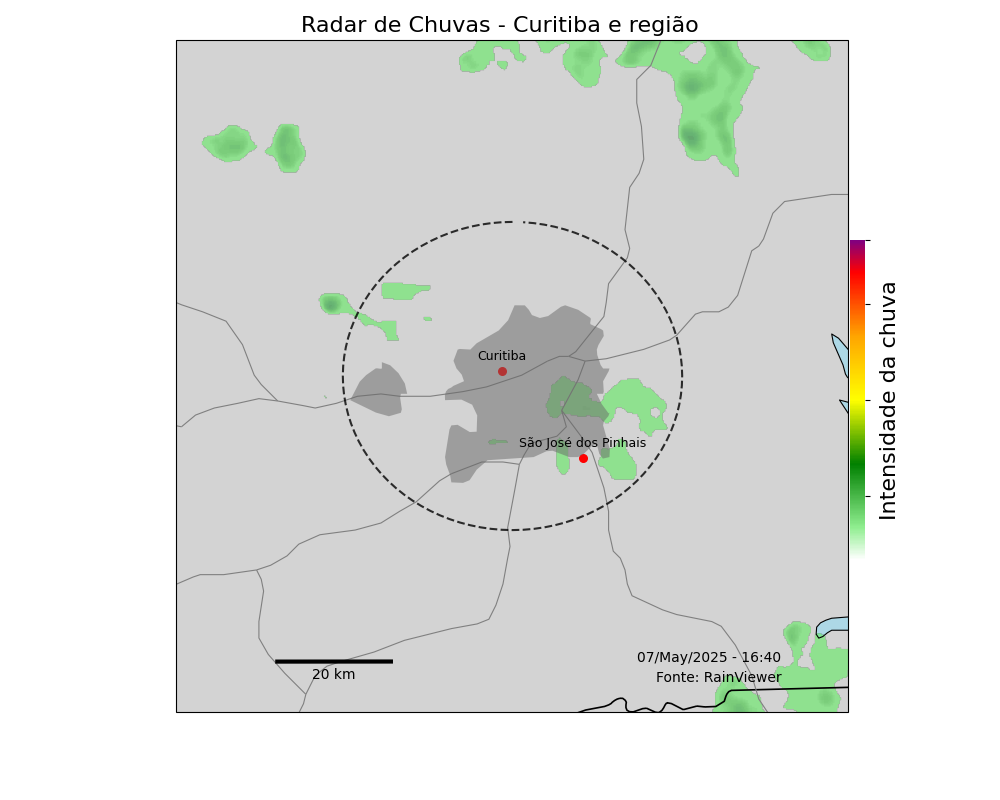 Radar de Chuvas - Curitiba e região
Curitiba
São José dos Pinhais
Intensidade da chuva
20 km
07/May/2025 - 16:40
Fonte: RainViewer